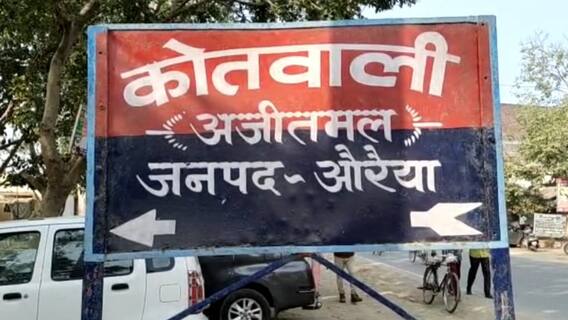 कोतवाली
अजीतमल
जनपद - औरैया